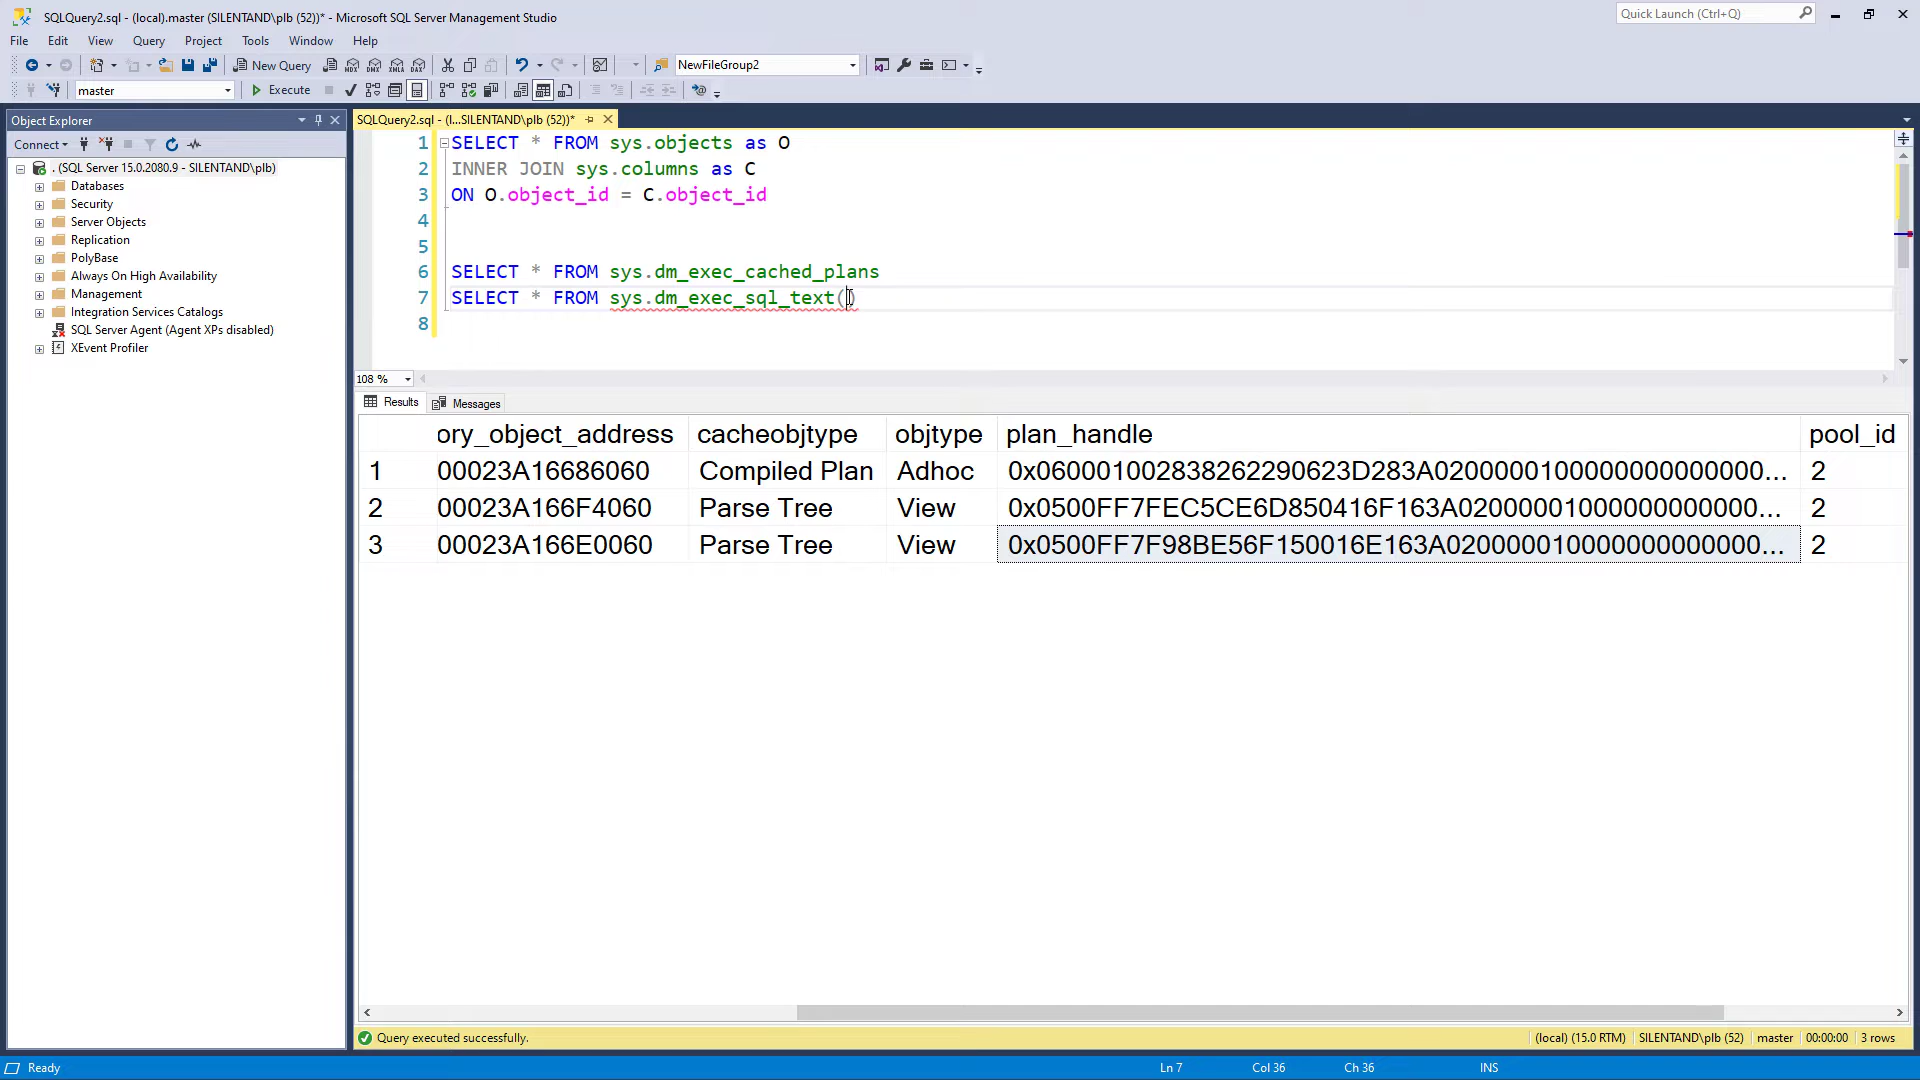 SQLQuery2.sql - (local).master (SILENTAND\plb (52))* - Microsoft SQL Server Management Studio
Quick Launch (Ctrl+Q)
File Edit View Query Project Tools Window Help
New Query
MDX DMX XMLA DAX
NewFileGroup2
master
Execute
Object Explorer
SQLQuery2.sql - (l...SILENTAND\plb (52))*
Connect
. (SQL Server 15.0.2080.9 - SILENTAND\plb)
Databases
Security
Server Objects
Replication
PolyBase
Always On High Availability
Management
Integration Services Catalogs
SQL Server Agent (Agent XPs disabled)
XEvent Profiler
1 SELECT * FROM sys.objects as O
2 INNER JOIN sys.columns as C
3 ON O.object_id = C.object_id
4
5
6 SELECT * FROM sys.dm_exec_cached_plans
7 SELECT * FROM sys.dm_exec_sql_text()
8
108 %
Results Messages
ory_object_address cacheobjtype objtype plan_handle pool_id
1 00023A16686060 Compiled Plan Adhoc 0x060001002838262290623D283A0200000100000000000000... 2
2 00023A166F4060 Parse Tree View 0x0500FF7FEC5CE6D850416F163A0200000100000000000000... 2
3 00023A166E0060 Parse Tree View 0x0500FF7F98BE56F150016E163A0200000100000000000000... 2
Query executed successfully.
(local) (15.0 RTM) SILENTAND\plb (52) master 00:00:00 3 rows
Ready
Ln 7 Col 36 Ch 36 INS